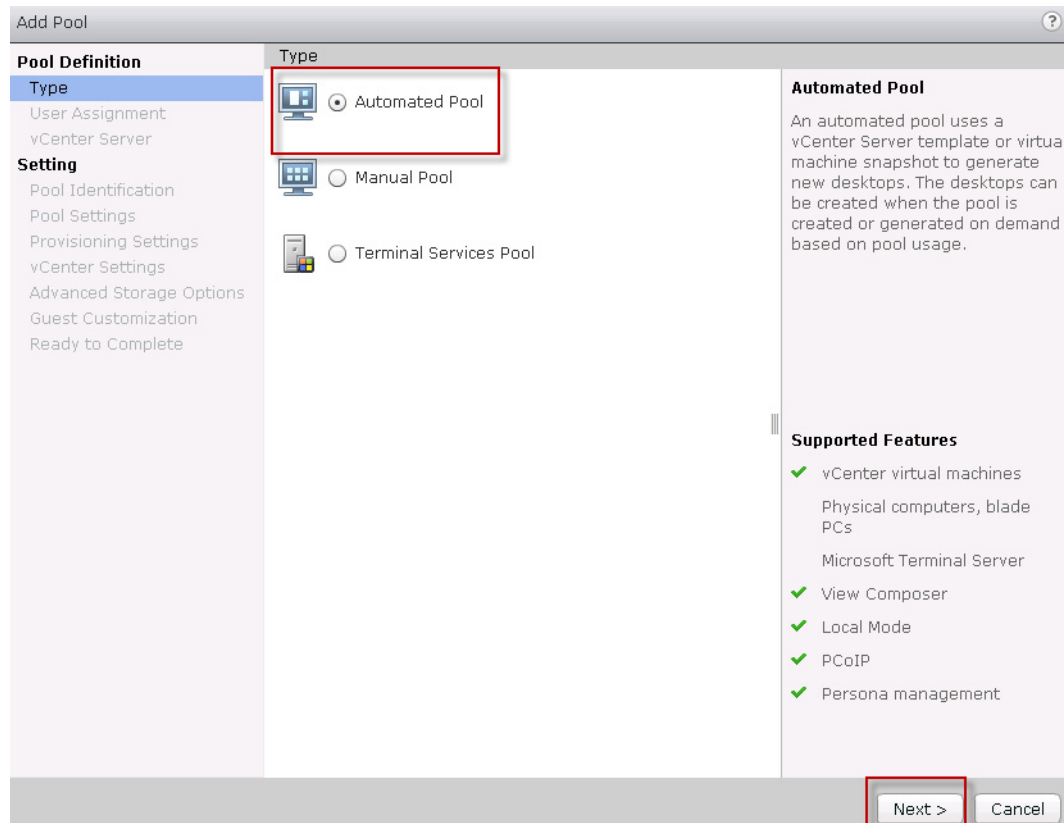 Add Pool
?
Pool Definition
Type
User Assignment
vCenter Server
Setting
Pool Identification
Pool Settings
Provisioning Settings
vCenter Settings
Advanced Storage Options
Guest Customization
Ready to Complete
Type
Automated Pool
Manual Pool
Terminal Services Pool
Automated Pool
An automated pool uses a
vCenter Server template or virtua
machine snapshot to generate
new desktops. The desktops can
be created when the pool is
created or generated on demand
based on pool usage.
Supported Features
vCenter virtual machines
Physical computers, blade
PCs
Microsoft Terminal Server
View Composer
Local Mode
PCoIP
Persona management
Next >
Cancel